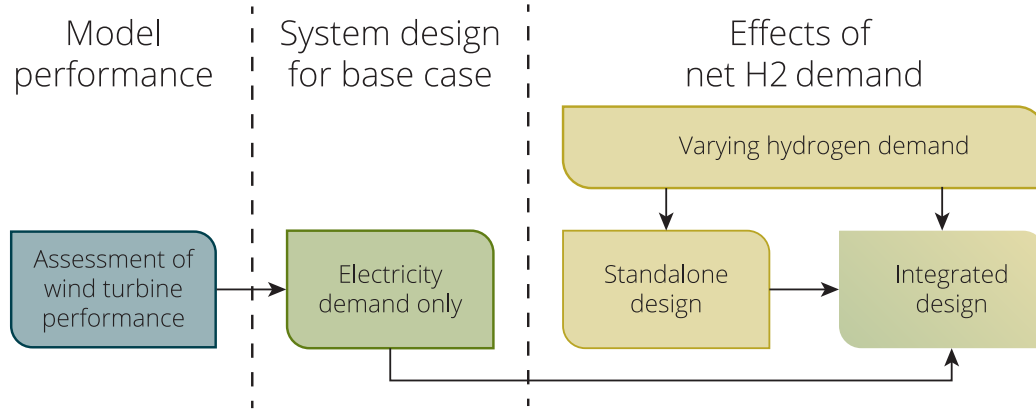 Model
performance
System design
for base case
Effects of
net H2 demand
Varying hydrogen demand
Assessment of
wind turbine
performance
Electricity
demand only
Standalone
design
Integrated
design